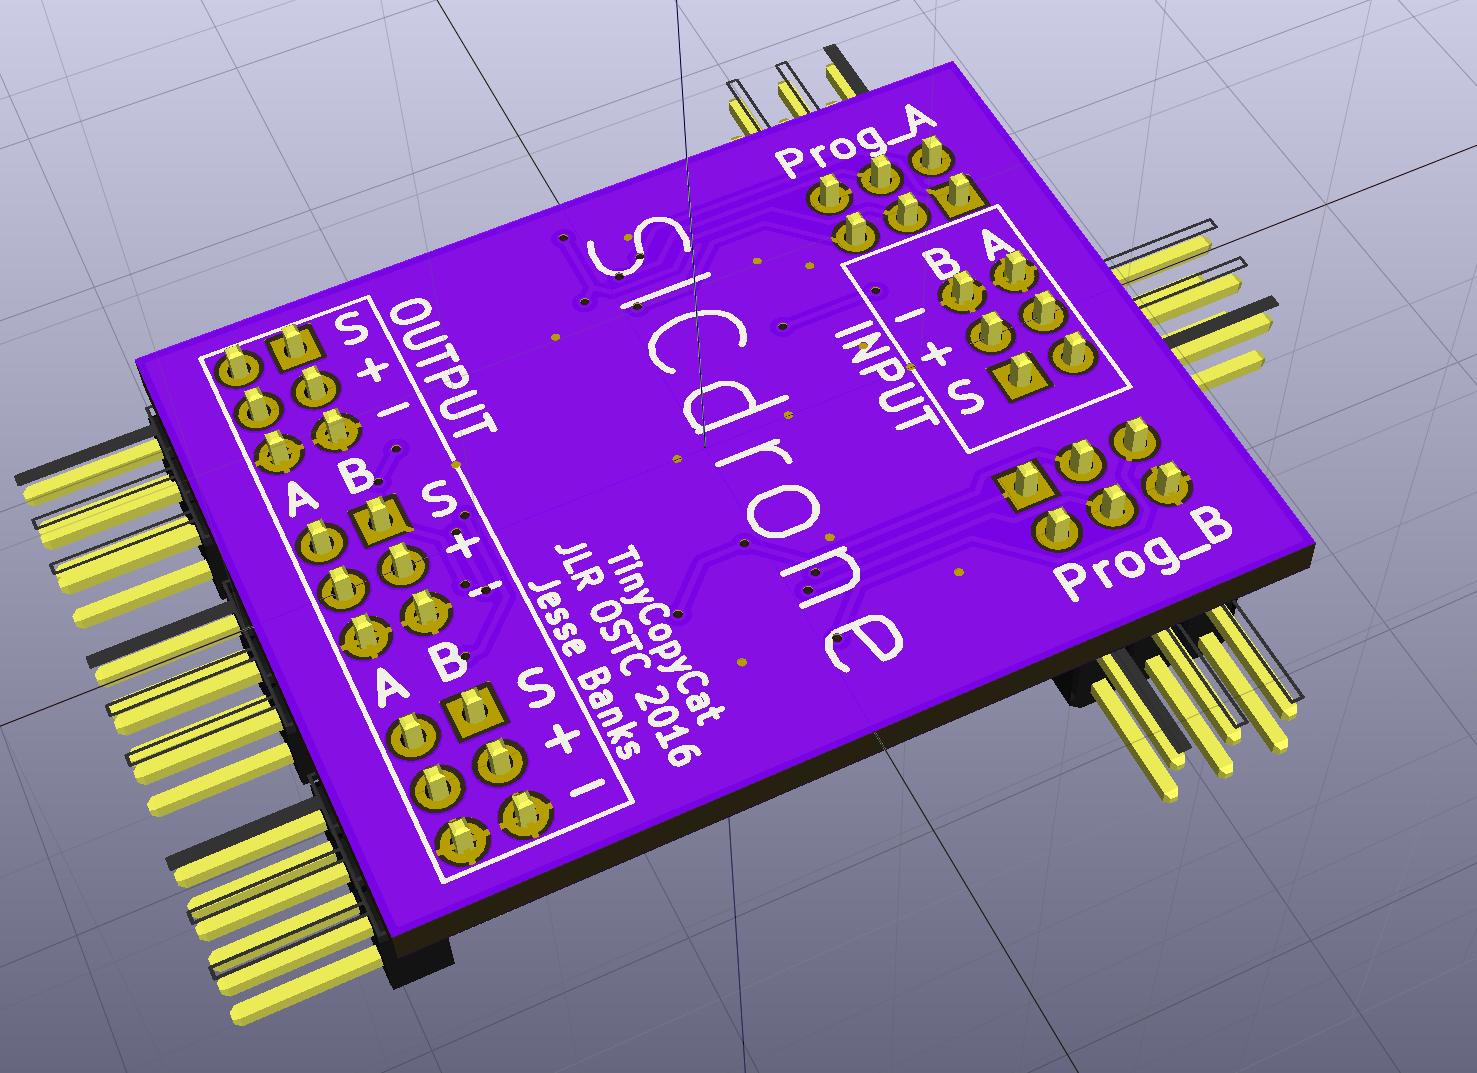 Prog_A
SICdrone
A
B
-
+
S
INPUT
OUTPUT
S
+
-
A
B
S
+
-
A
B
S
+
-
Prog_B
TinyCopyCat
JLR OSTC 2016
Jesse Banks